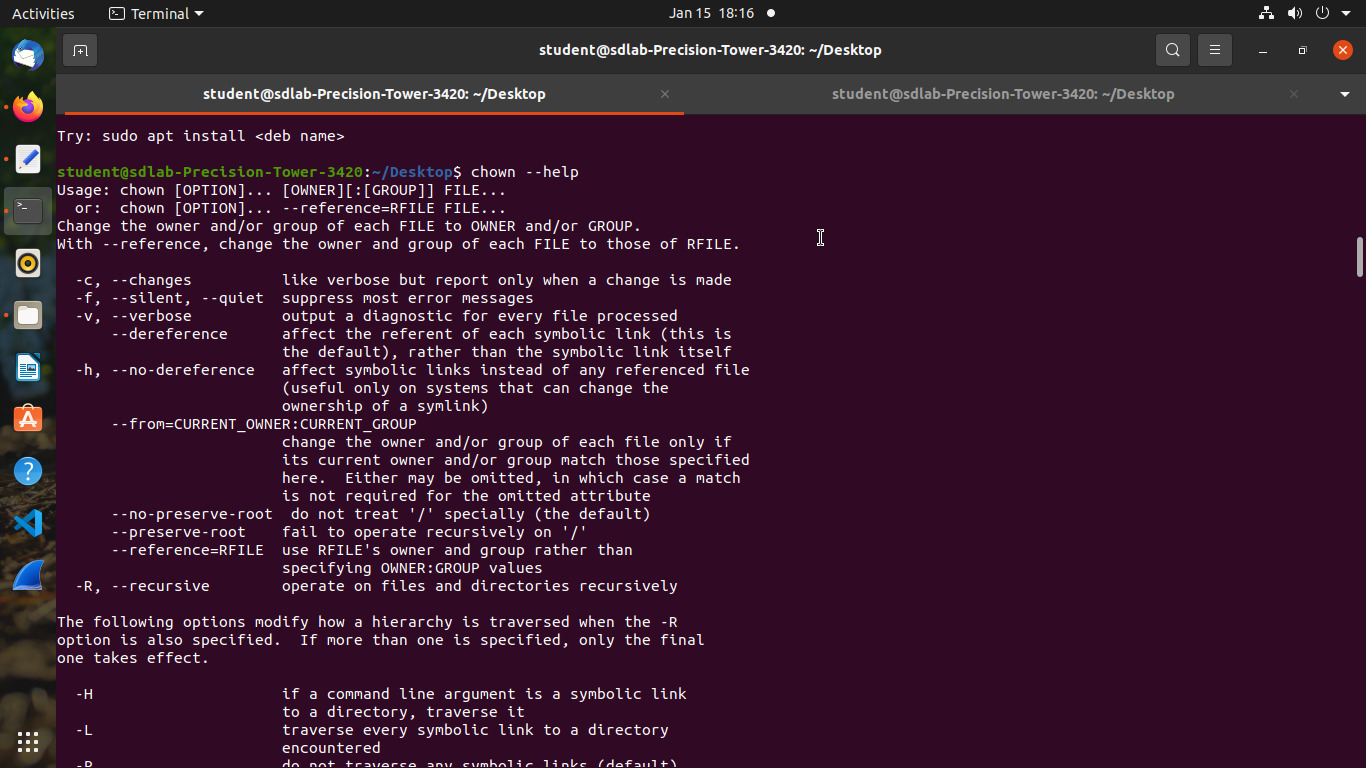 Activities
Terminal
Jan 15 18:16
student@sdlab-Precision-Tower-3420: ~/Desktop
student@sdlab-Precision-Tower-3420: ~/Desktop
student@sdlab-Precision-Tower-3420: ~/Desktop
Try: sudo apt install <deb name>
student@sdlab-Precision-Tower-3420:~/Desktop$ chown --help
Usage: chown [OPTION]... [OWNER][:[GROUP]] FILE...
  or:  chown [OPTION]... --reference=RFILE FILE...
Change the owner and/or group of each FILE to OWNER and/or GROUP.
With --reference, change the owner and group of each FILE to those of RFILE.
  -c, --changes          like verbose but report only when a change is made
  -f, --silent, --quiet  suppress most error messages
  -v, --verbose          output a diagnostic for every file processed
      --dereference      affect the referent of each symbolic link (this is
                         the default), rather than the symbolic link itself
  -h, --no-dereference   affect symbolic links instead of any referenced file
                         (useful only on systems that can change the
                         ownership of a symlink)
      --from=CURRENT_OWNER:CURRENT_GROUP
                         change the owner and/or group of each file only if
                         its current owner and/or group match those specified
                         here.  Either may be omitted, in which case a match
                         is not required for the omitted attribute
      --no-preserve-root  do not treat '/' specially (the default)
      --preserve-root    fail to operate recursively on '/'
      --reference=RFILE  use RFILE's owner and group rather than
                         specifying OWNER:GROUP values
  -R, --recursive        operate on files and directories recursively
The following options modify how a hierarchy is traversed when the -R
option is also specified.  If more than one is specified, only the final
one takes effect.
  -H                     if a command line argument is a symbolic link
                         to a directory, traverse it
  -L                     traverse every symbolic link to a directory
                         encountered
  -P                     do not traverse any symbolic links (default)